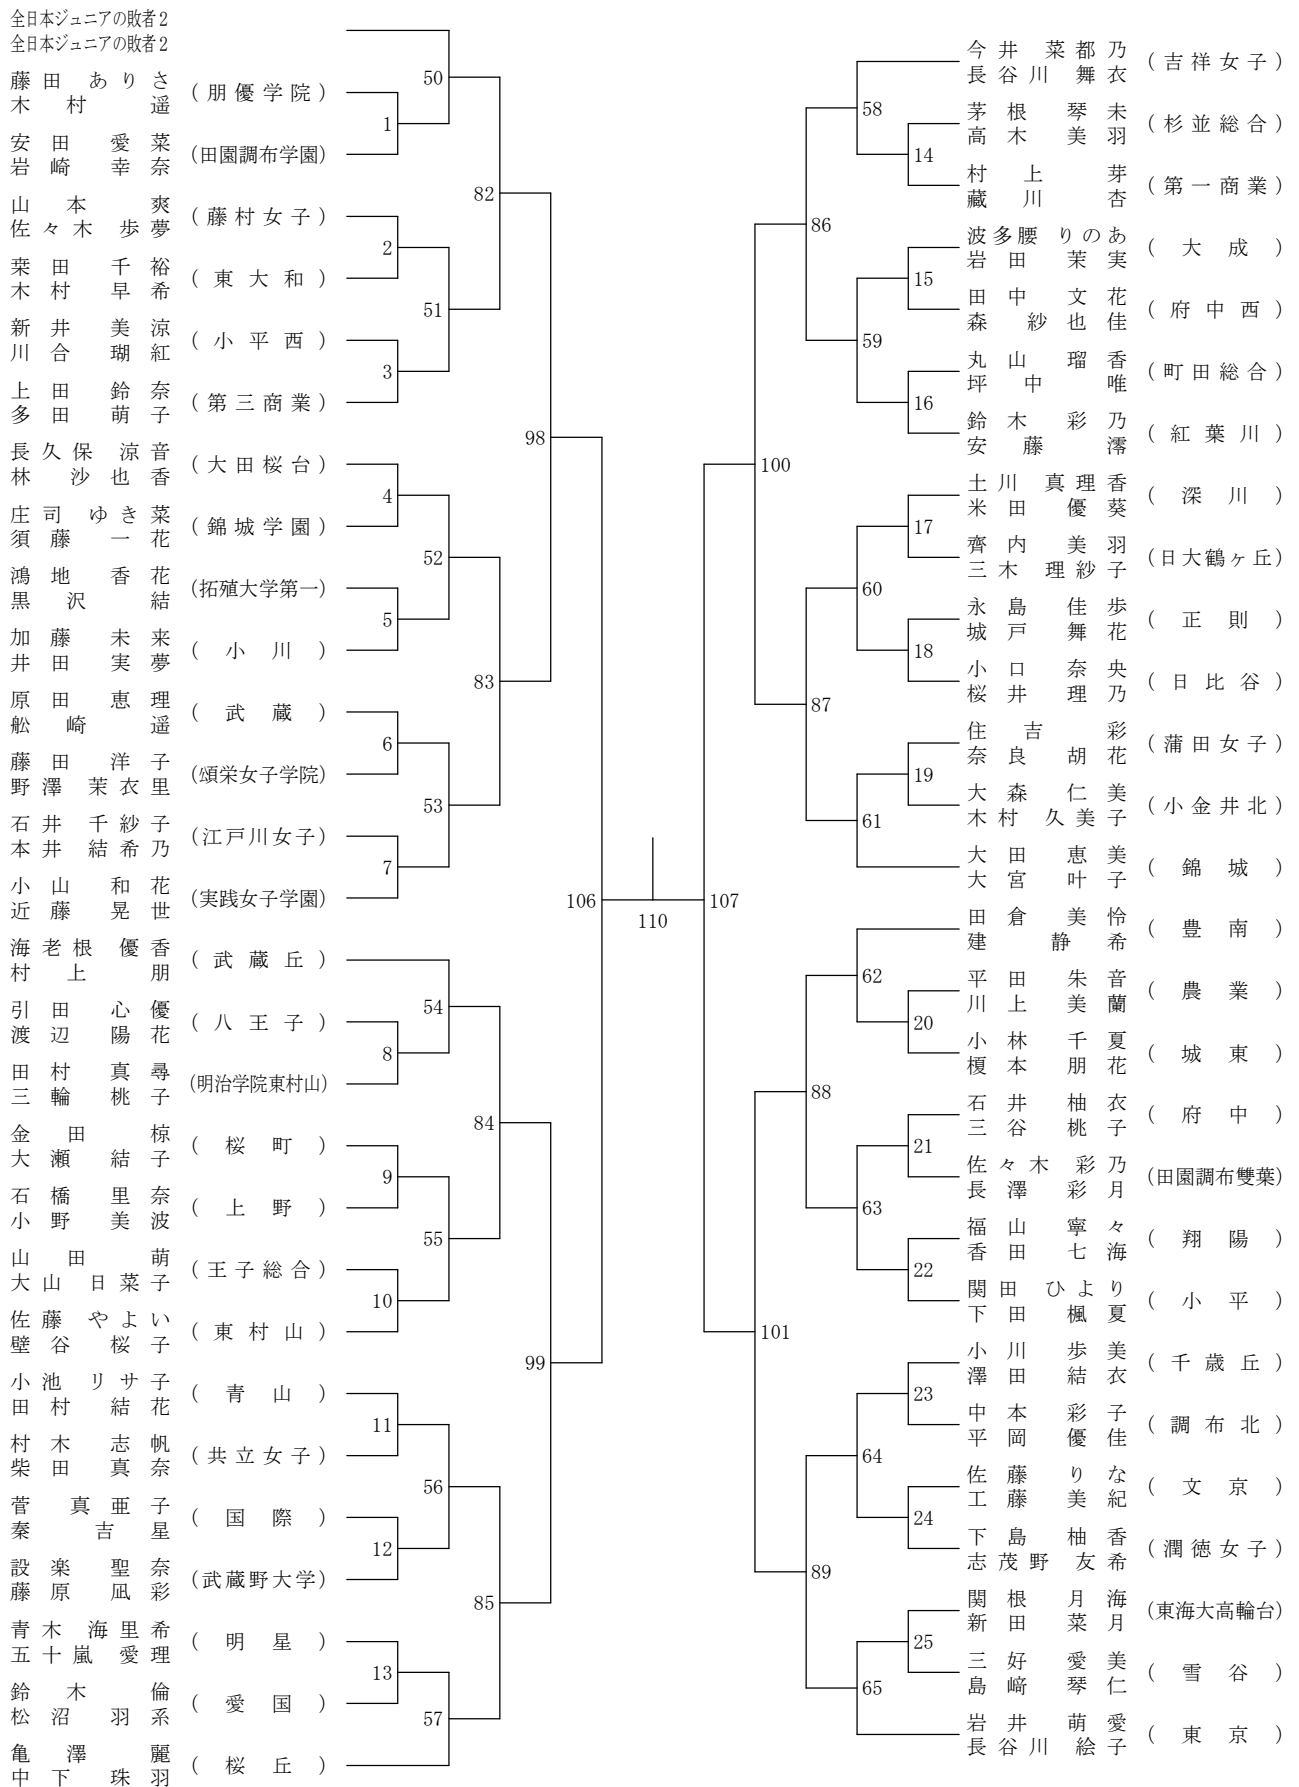 全日本ジュニアの敗者2
全日本ジュニアの敗者2
藤田 ありさ
木村 遥
(朋優学院)
安田 愛菜
岩崎 幸奈
(田園調布学園)
山本 爽
佐々木 歩夢
(藤村女子)
桒田 千裕
木村 早希
(東大和)
新井 美涼
川合 瑚紅
(小平西)
上田 鈴奈
多田 萌子
(第三商業)
長久保 涼音
林 沙也香
(大田桜台)
庄司 ゆき菜
須藤 一花
(錦城学園)
鴻地 香花
黒沢 結
(拓殖大学第一)
加藤 未来
井田 実夢
(小川)
原田 恵理
舩崎 遥
(武蔵)
藤田 洋子
野澤 茉衣里
(頌栄女子学院)
石井 千紗子
本井 結希乃
(江戸川女子)
小山 和花
近藤 晃世
(実践女子学園)
海老根 優香
村上 朋
(武蔵丘)
引田 心優
渡辺 陽花
(八王子)
田村 真尋
三輪 桃子
(明治学院東村山)
金田 椋
大瀬 結子
(桜町)
石橋 里奈
小野 美波
(上野)
山田 萌
大山 日菜子
(王子総合)
佐藤 やよい
壁谷 桜子
(東村山)
小池 リサ子
田村 結花
(青山)
村木 志帆
柴田 真奈
(共立女子)
菅 真亜子
秦 吉星
(国際)
設楽 聖奈
藤原 凪彩
(武蔵野大学)
青木 海里希
五十嵐 愛理
(明星)
鈴木 倫
松沼 羽系
(愛国)
亀澤 麗
中下 珠羽
(桜丘)
1
2
3
4
5
6
7
8
9
10
11
12
13
50
51
52
53
54
55
56
57
82
83
84
85
98
99
106
110
107
100
101
86
87
88
89
58
59
60
61
62
63
64
65
14
15
16
17
18
19
20
21
22
23
24
25
今井 菜都乃
長谷川 舞衣
(吉祥女子)
茅根 琴未
高木 美羽
(杉並総合)
村上 芽
藏川 杏
(第一商業)
波多腰 りのあ
岩田 茉実
(大成)
田中 文花
森 紗也佳
(府中西)
丸山 瑠香
坪中 唯
(町田総合)
鈴木 彩乃
安藤 澪
(紅葉川)
土川 真理香
米田 優葵
(深川)
齊内 美羽
三木 理紗子
(日大鶴ヶ丘)
永島 佳歩
城戸 舞花
(正則)
小口 奈央
桜井 理乃
(日比谷)
住吉 彩
奈良 胡花
(蒲田女子)
大森 仁美
木村 久美子
(小金井北)
大田 恵美
大宮 叶子
(錦城)
田倉 美怜
建 静希
(豊南)
平田 朱音
川上 美蘭
(農業)
小林 千夏
榎本 朋花
(城東)
石井 柚衣
三谷 桃子
(府中)
佐々木 彩乃
長澤 彩月
(田園調布雙葉)
福山 寧々
香田 七海
(翔陽)
関田 ひより
下田 楓夏
(小平)
小川 歩美
澤田 結衣
(千歳丘)
中本 彩子
平岡 優佳
(調布北)
佐藤 りな
工藤 美紀
(文京)
下島 柚香
志茂野 友希
(潤徳女子)
関根 月海
新田 菜月
(東海大高輪台)
三好 愛美
島﨑 琴仁
(雪谷)
岩井 萌愛
長谷川 絵子
(東京)